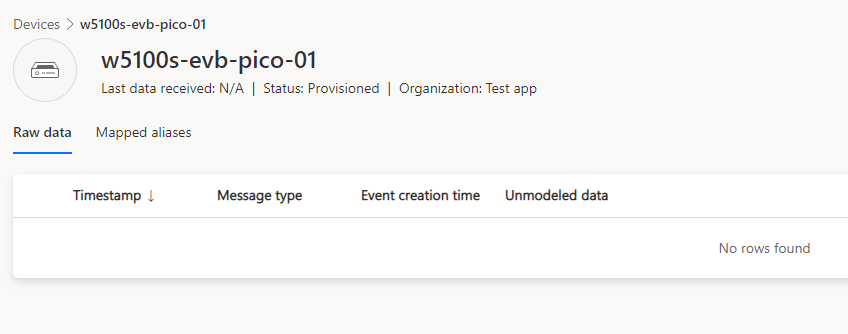 Devices > w5100s-evb-pico-01
w5100s-evb-pico-01
Last data received: N/A | Status: Provisioned | Organization: Test app
Raw data Mapped aliases
Timestamp ↓ Message type Event creation time Unmodeled data
No rows found